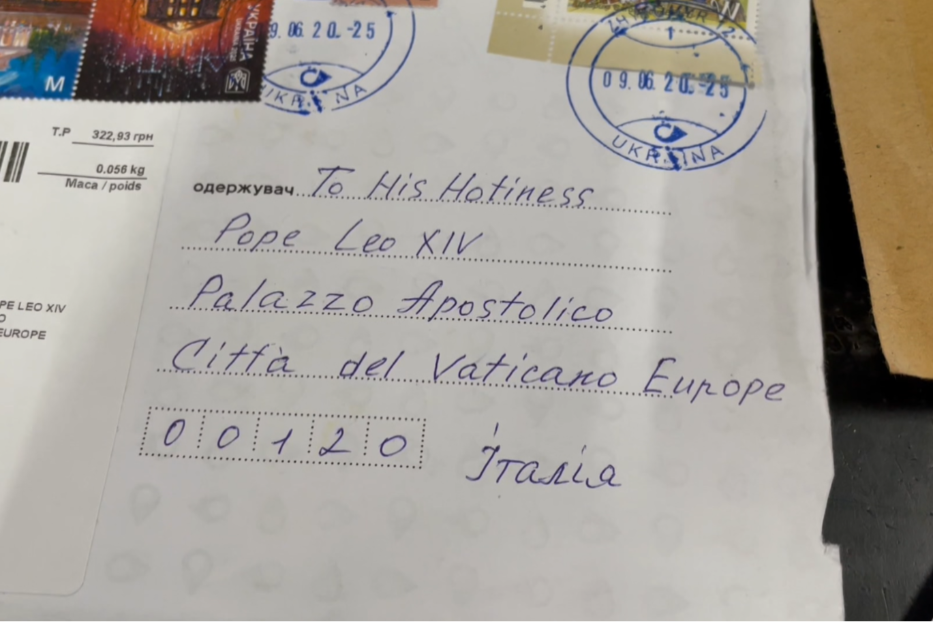 УКРАЇНА
M
9. 06. 20. -25
UKRAINA
09. 06. 20. -25
UKRAINA
T.P 322,93 грн
0.056 kg
Маса / poids
PE LEO XIV
O
EUROPE
одержувач To His Hotiness
Pope Leo XIV
Palazzo Apostolico
Città del Vaticano Europe
00120
Італія